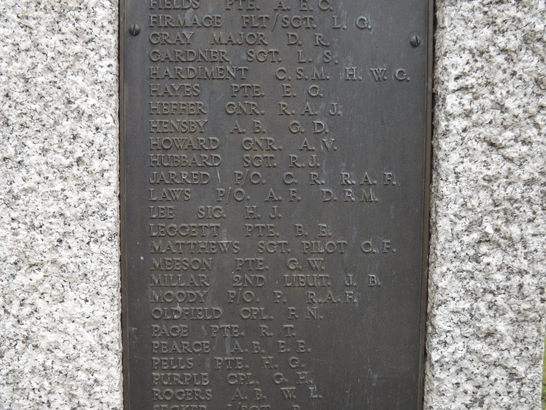 FIELDS PTE. A. E. C.
FIRMAGE FLT/SGT. L. G.
GRAY MAJOR D. R.
GARDNER SGT. L. S.
HARDIMENT C.S.M. H. W. G.
HAYES PTE. E. G.
HEFFER GNR. R. A. J.
HENSBY A.B. G. D.
HOWARD GNR. A. V.
HUBBARD SGT. R. J.
JARRED P/O. C. R. R.A.F.
LAWS P/O. A. F. D.F.M.
LEE SIG. H. J.
LEGGETT PTE. B. E.
MATTHEWS SGT. PILOT C. F.
MEESON PTE. G. W.
MILLAR 2ND LIEUT. J. B.
MOODY P/O. P. R.A.F.
OLDFIELD CPL. F. N.
PAGE PTE. R. T.
PEARCE A.B. E. E.
PELLS PTE. H. G.
PURPLE CPL. G. H.
ROGERS A.B. W. L.
SGT.